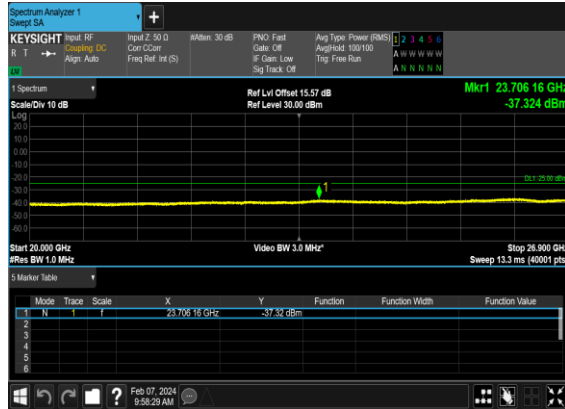 Spectrum Analyzer 1
Swept SA
KEYSIGHT Input: RF Input Z: 50 Ω #Atten: 30 dB PNO: Fast Avg Type: Power (RMS) 1 2 3 4 5 6
R T Coupling: DC Corr CCorr Gate: Off Avg|Hold: 100/100 A W W W W W
Align: Auto Freq Ref: Int (S) IF Gain: Low Trig: Free Run
Sig Track: Off A N N N N N
1 Spectrum Ref Lvl Offset 15.57 dB Mkr1 23.706 16 GHz
Scale/Div 10 dB Ref Level 30.00 dBm -37.324 dBm
Log
20.0
10.0
0.00
-10.0
-20.0
DL1 -25.00 dBm
-30.0
1
-40.0
-50.0
-60.0
Start 20.000 GHz Video BW 3.0 MHz* Stop 26.900 GHz
#Res BW 1.0 MHz Sweep 13.3 ms (40001 pts)
5 Marker Table
Mode Trace Scale X Y Function Function Width Function Value
1 N 1 f 23.706 16 GHz -37.32 dBm
2
3
4
5
6
? Feb 07, 2024
9:58:29 AM